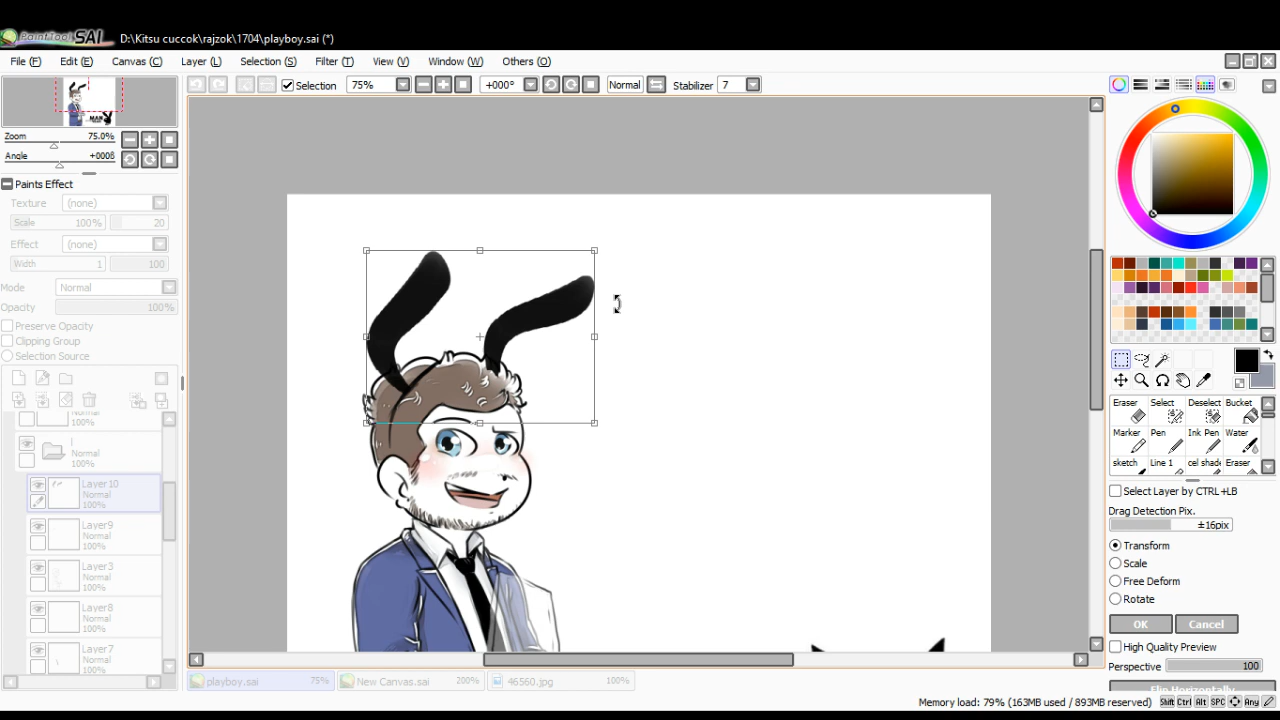 PaintTool SAI D:\Kitsu cuccok\rajzok\1704\playboy.sai (*)
File (F) Edit (E) Canvas (C) Layer (L) Selection (S) Filter (T) View (V) Window (W) Others (O)
Selection 75% +000° Normal Stabilizer 7
Zoom 75.0%
Angle +000§
Paints Effect
Texture (none)
Scale 100% 20
Effect (none)
Width 1 100
Mode Normal
Opacity 100%
Preserve Opacity
Clipping Group
Selection Source
Normal
100%
Normal
100%
Layer10
Normal
100%
Layer9
Normal
100%
Layer3
Normal
100%
Layer8
Normal
100%
Layer7
Normal
100%
MAN
playboy.sai 75% New Canvas.sai 200% 46560.jpg 100%
Eraser Select Deselect Bucket
Marker Pen Ink Pen Water
sketch Line 1 cel shade Eraser
Select Layer by CTRL+LB
Drag Detection Pix.
±16pix
Transform
Scale
Free Deform
Rotate
OK Cancel
High Quality Preview
Perspective 100
Flip Horizontally
Memory load: 79% (163MB used / 893MB reserved) Shift Ctrl Alt SPC Any